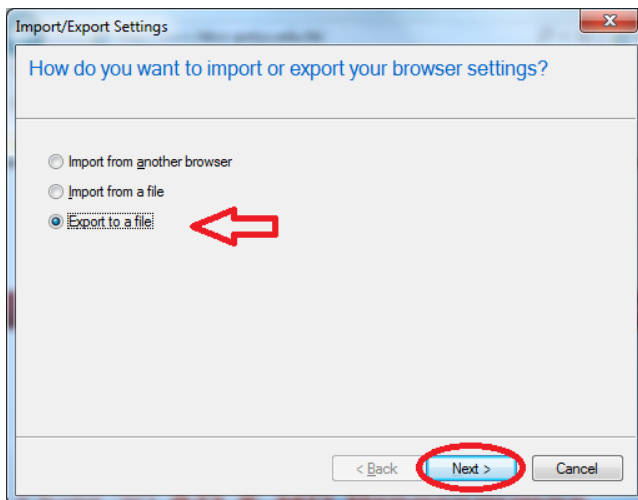 Import/Export Settings
How do you want to import or export your browser settings?
Import from another browser
Import from a file
Export to a file
< Back
Next >
Cancel